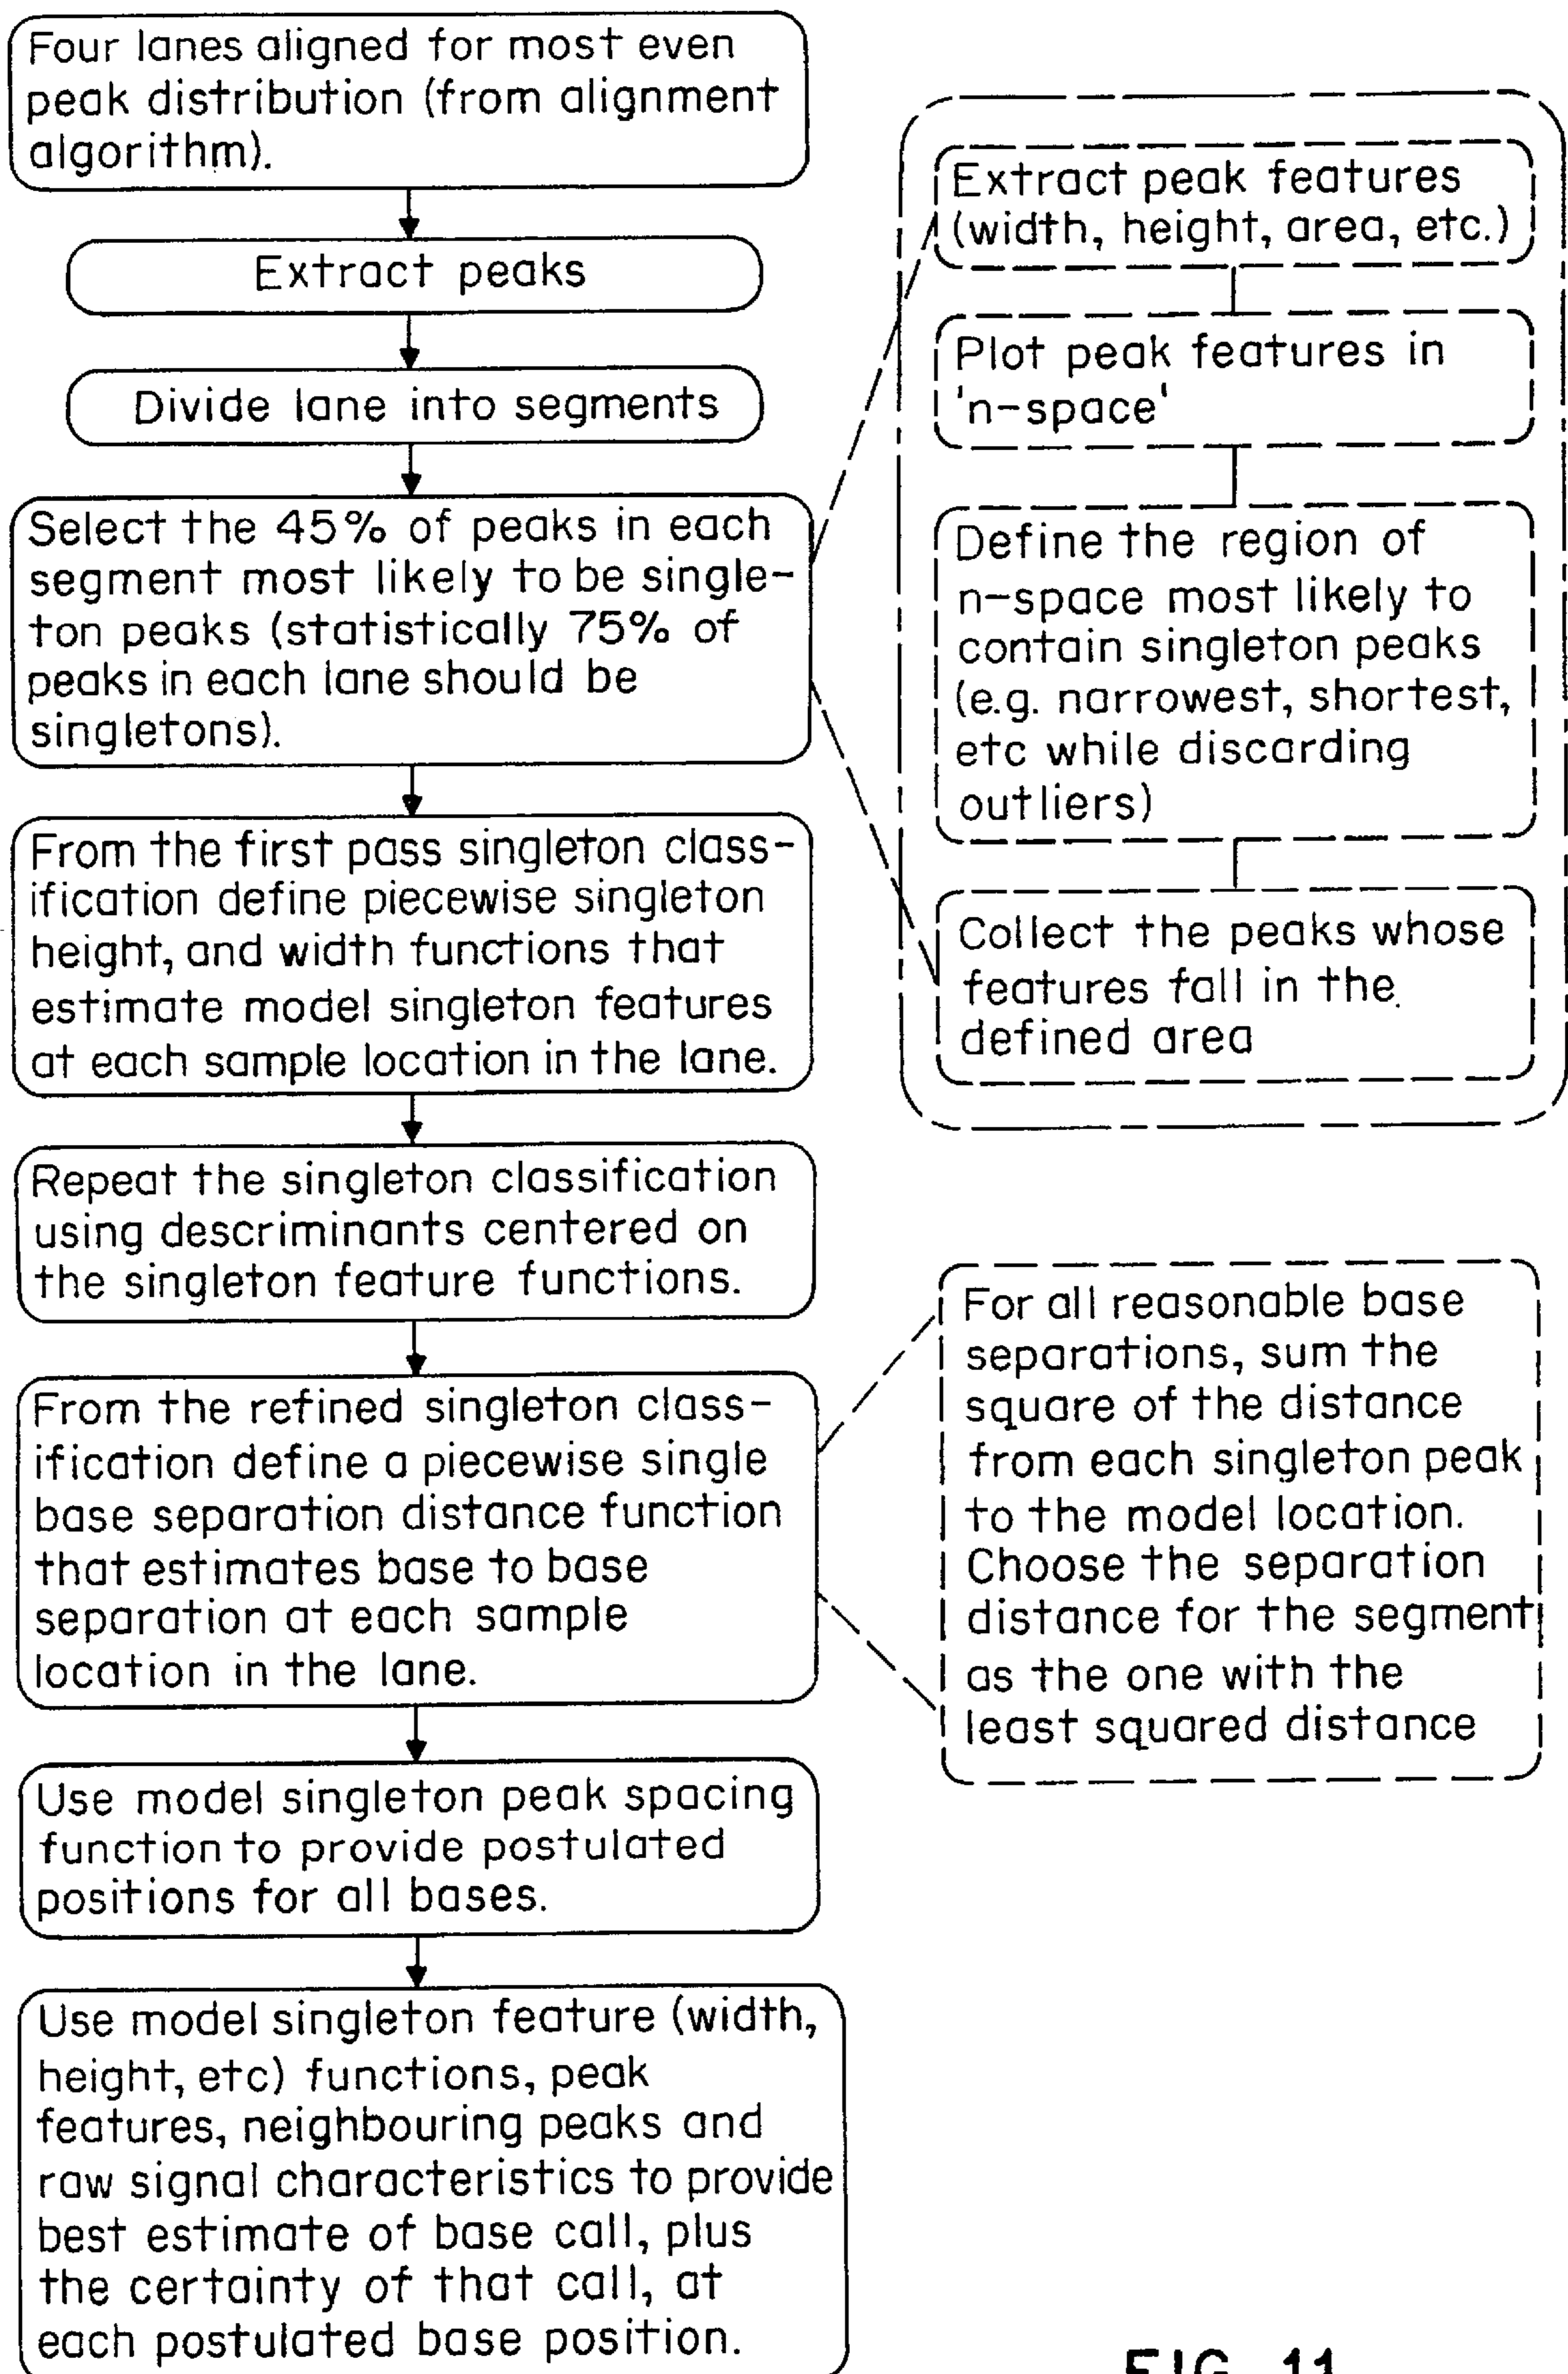 Four lanes aligned for most even
peak distribution (from alignment
algorithm).
Extract peaks
Divide lane into segments
Select the 45% of peaks in each
segment most likely to be single-
ton peaks (statistically 75% of
peaks in each lane should be
singletons).
From the first pass singleton class-
ification define piecewise singleton
height, and width functions that
estimate model singleton features
at each sample location in the lane.
Repeat the singleton classification
using descriminants centered on
the singleton feature functions.
From the refined singleton class-
ification define a piecewise single
base separation distance function
that estimates base to base
separation at each sample
location in the lane.
Use model singleton peak spacing
function to provide postulated
positions for all bases.
Use model singleton feature (width,
height, etc) functions, peak
features, neighbouring peaks and
raw signal characteristics to provide
best estimate of base call, plus
the certainty of that call, at
each postulated base position.
Extract peak features
(width, height, area, etc.)
Plot peak features in
'n-space'
Define the region of
n-space most likely to
contain singleton peaks
(e.g. narrowest, shortest,
etc while discarding
outliers)
Collect the peaks whose
features fall in the
defined area
For all reasonable base
separations, sum the
square of the distance
from each singleton peak
to the model location.
Choose the separation
distance for the segment
as the one with the
least squared distance
FIG. 11